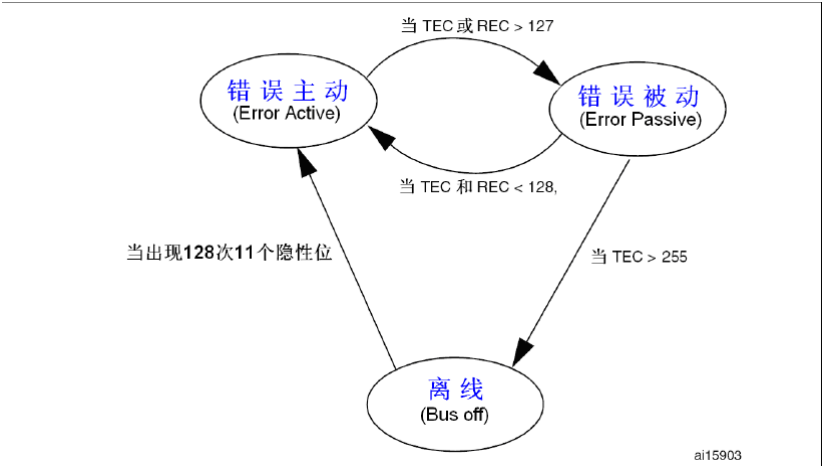 当 TEC 或 REC > 127
错 误 主 动
(Error Active)
错 误 被 动
(Error Passive)
当 TEC 和 REC < 128,
当出现128次11个隐性位
当 TEC > 255
离 线
(Bus off)
ai15903